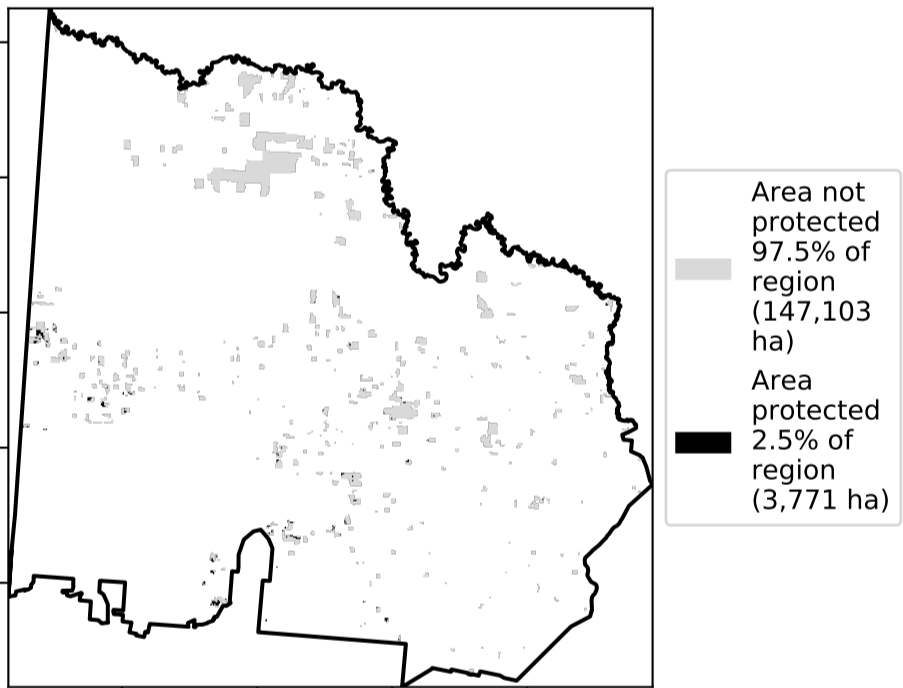 Area not
protected
97.5% of
region
(147,103
ha)
Area
protected
2.5% of
region
(3,771 ha)